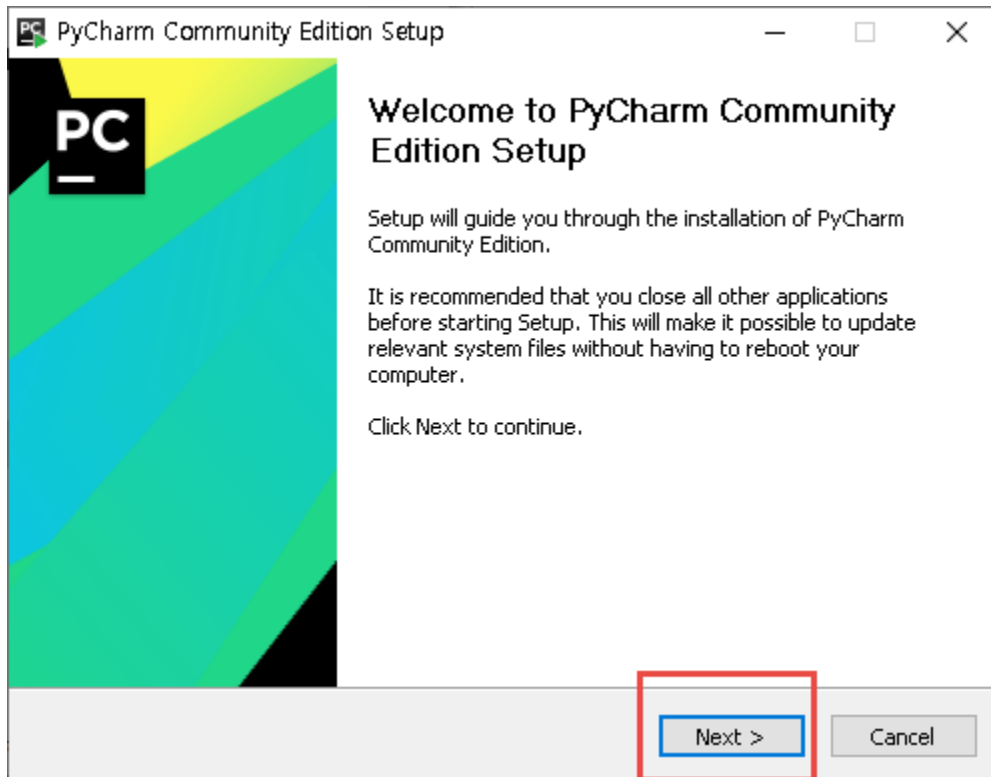 PyCharm Community Edition Setup
PC
Welcome to PyCharm Community
Edition Setup
Setup will guide you through the installation of PyCharm
Community Edition.
It is recommended that you close all other applications
before starting Setup. This will make it possible to update
relevant system files without having to reboot your
computer.
Click Next to continue.
Next >
Cancel